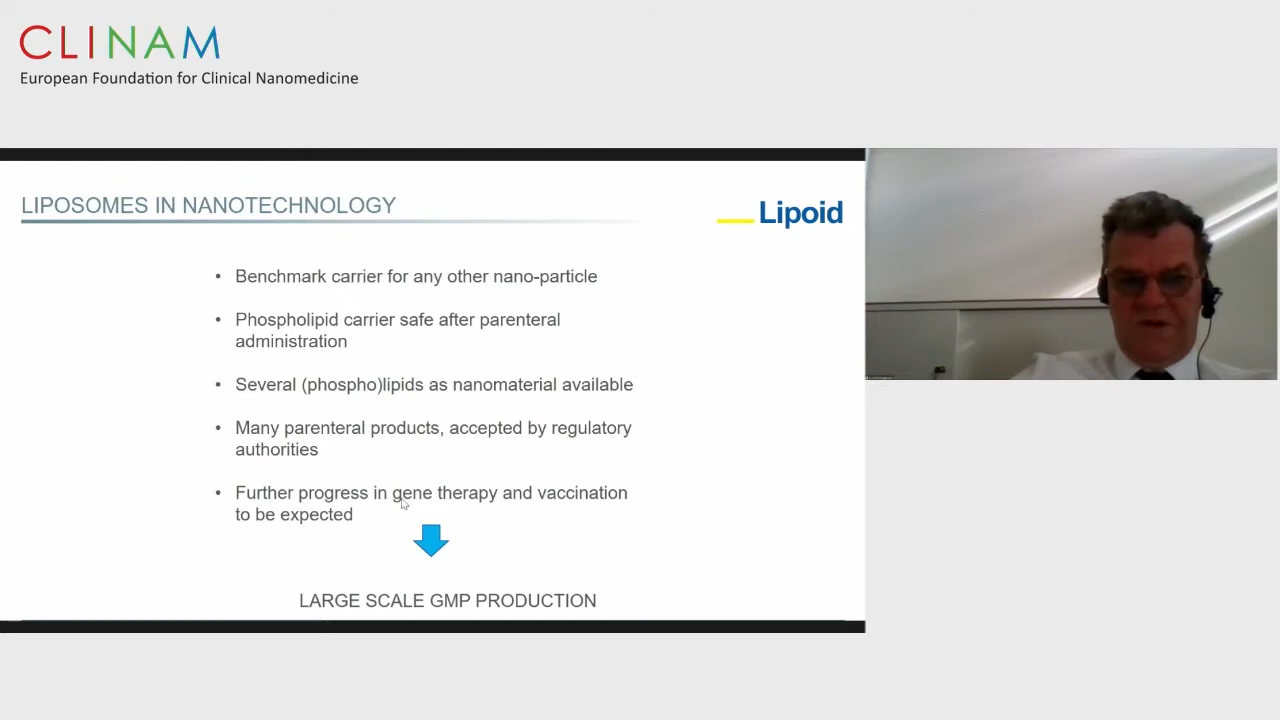 CLINAM
European Foundation for Clinical Nanomedicine
LIPOSOMES IN NANOTECHNOLOGY
Lipoid
• Benchmark carrier for any other nano-particle
• Phospholipid carrier safe after parenteral
administration
• Several (phospho)lipids as nanomaterial available
• Many parenteral products, accepted by regulatory
authorities
• Further progress in gene therapy and vaccination
to be expected
LARGE SCALE GMP PRODUCTION